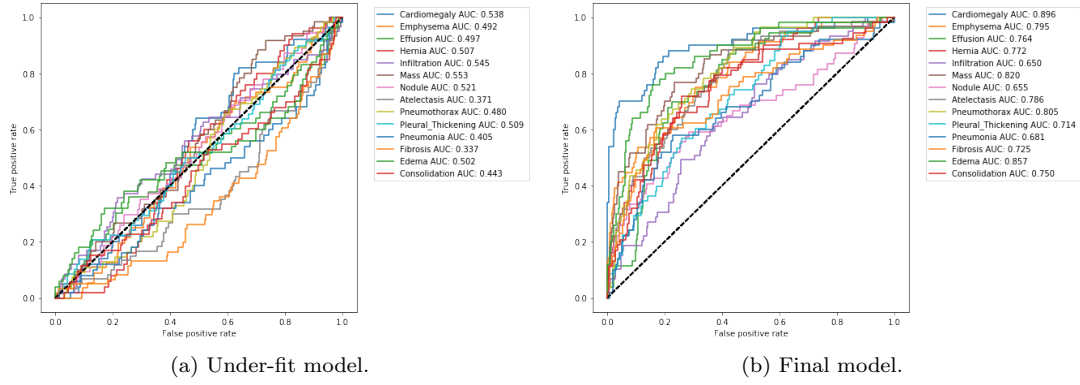 Cardiomegaly AUC: 0.538
Emphysema AUC: 0.492
Effusion AUC: 0.497
Hernia AUC: 0.507
Infiltration AUC: 0.545
Mass AUC: 0.553
Nodule AUC: 0.521
Atelectasis AUC: 0.371
Pneumothorax AUC: 0.480
Pleural_Thickening AUC: 0.509
Pneumonia AUC: 0.405
Fibrosis AUC: 0.337
Edema AUC: 0.502
Consolidation AUC: 0.443
True positive rate
1.0
0.8
0.6
0.4
0.2
0.0
0.0 0.2 0.4 0.6 0.8 1.0
False positive rate
(a) Under-fit model.
Cardiomegaly AUC: 0.896
Emphysema AUC: 0.795
Effusion AUC: 0.764
Hernia AUC: 0.772
Infiltration AUC: 0.650
Mass AUC: 0.820
Nodule AUC: 0.655
Atelectasis AUC: 0.786
Pneumothorax AUC: 0.805
Pleural_Thickening AUC: 0.714
Pneumonia AUC: 0.681
Fibrosis AUC: 0.725
Edema AUC: 0.857
Consolidation AUC: 0.750
True positive rate
1.0
0.8
0.6
0.4
0.2
0.0
0.0 0.2 0.4 0.6 0.8 1.0
False positive rate
(b) Final model.